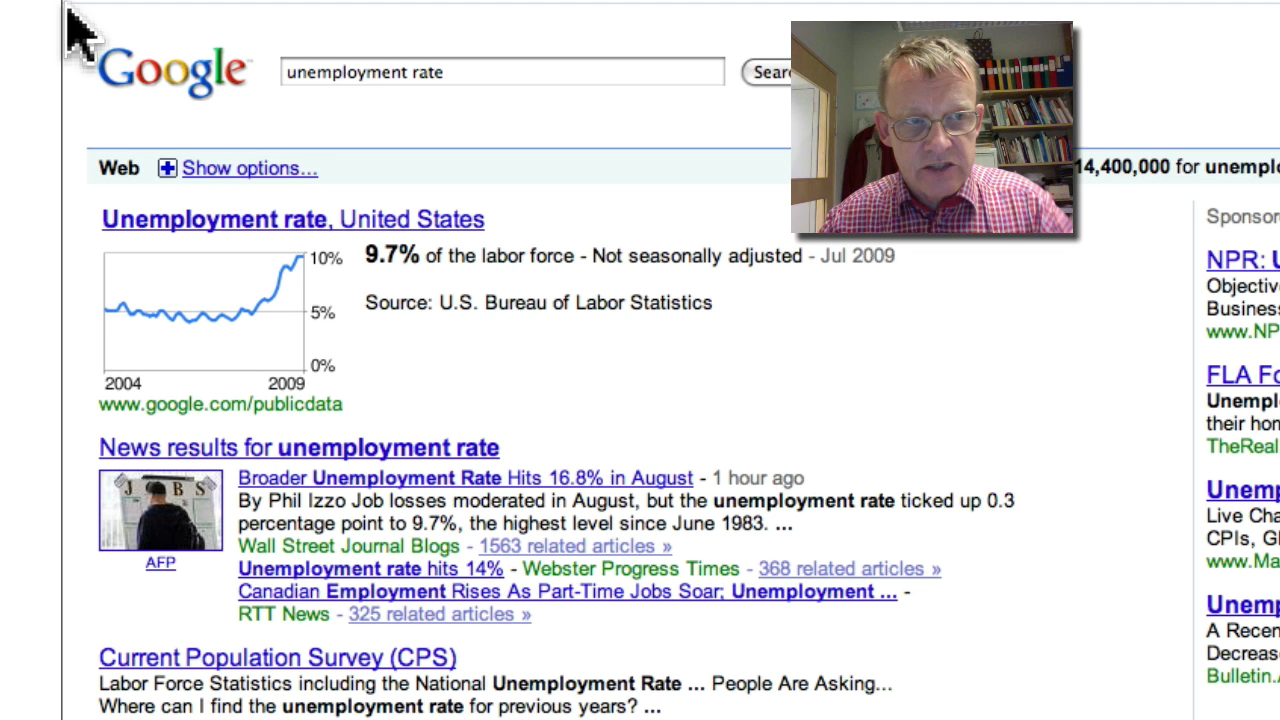 Google
unemployment rate
Sear
Web Show options...
14,400,000 for unemplo
Unemployment rate, United States
10%
5%
0%
2004 2009
9.7% of the labor force - Not seasonally adjusted - Jul 2009
Source: U.S. Bureau of Labor Statistics
www.google.com/publicdata
News results for unemployment rate
JOBS
AFP
Broader Unemployment Rate Hits 16.8% in August - 1 hour ago
By Phil Izzo Job losses moderated in August, but the unemployment rate ticked up 0.3
percentage point to 9.7%, the highest level since June 1983. ...
Wall Street Journal Blogs - 1563 related articles »
Unemployment rate hits 14% - Webster Progress Times - 368 related articles »
Canadian Employment Rises As Part-Time Jobs Soar; Unemployment ... -
RTT News - 325 related articles »
Current Population Survey (CPS)
Labor Force Statistics including the National Unemployment Rate ... People Are Asking...
Where can I find the unemployment rate for previous years? ...
Sponsor
NPR: U
Objectiv
Business
www.NP
FLA Fo
Unempl
their hom
TheReal
Unemp
Live Cha
CPIs, G
www.Ma
Unemp
A Recen
Decreas
Bulletin.